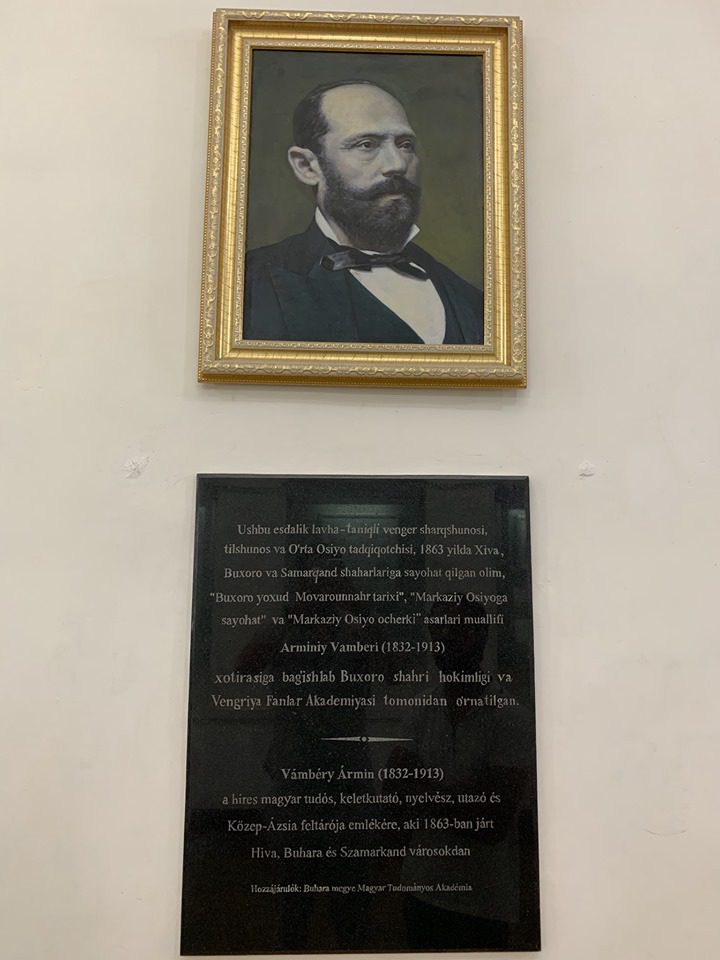 Ushbu esdalik lavha-taniqli venger sharqshunosi,
tilshunos va O'rta Osiyo tadqiqotchisi, 1863 yilda Xiva,
Buxoro va Samarqand shaharlariga sayohat qilgan olim,
"Buxoro yoxud Movarounnahr tarixi", "Markaziy Osiyoga
sayohat" va "Markaziy Osiyo ocherki" asarlari muallifi
Arminiy Vamberi (1832-1913)
xotirasiga bag'ishlab Buxoro shahri hokimligi va
Vengriya Fanlar Akademiyasi tomonidan o'rnatilgan.
Vámbéry Ármin (1832-1913)
a híres magyar tudós, keletkutató, nyelvész, utazó és
Közep-Ázsia feltárója emlékére, aki 1863-ban járt
Hiva, Buhara és Szamarkand városokdan
Hozzájárulók: Buhara megye Magyar Tudományos Akadémia